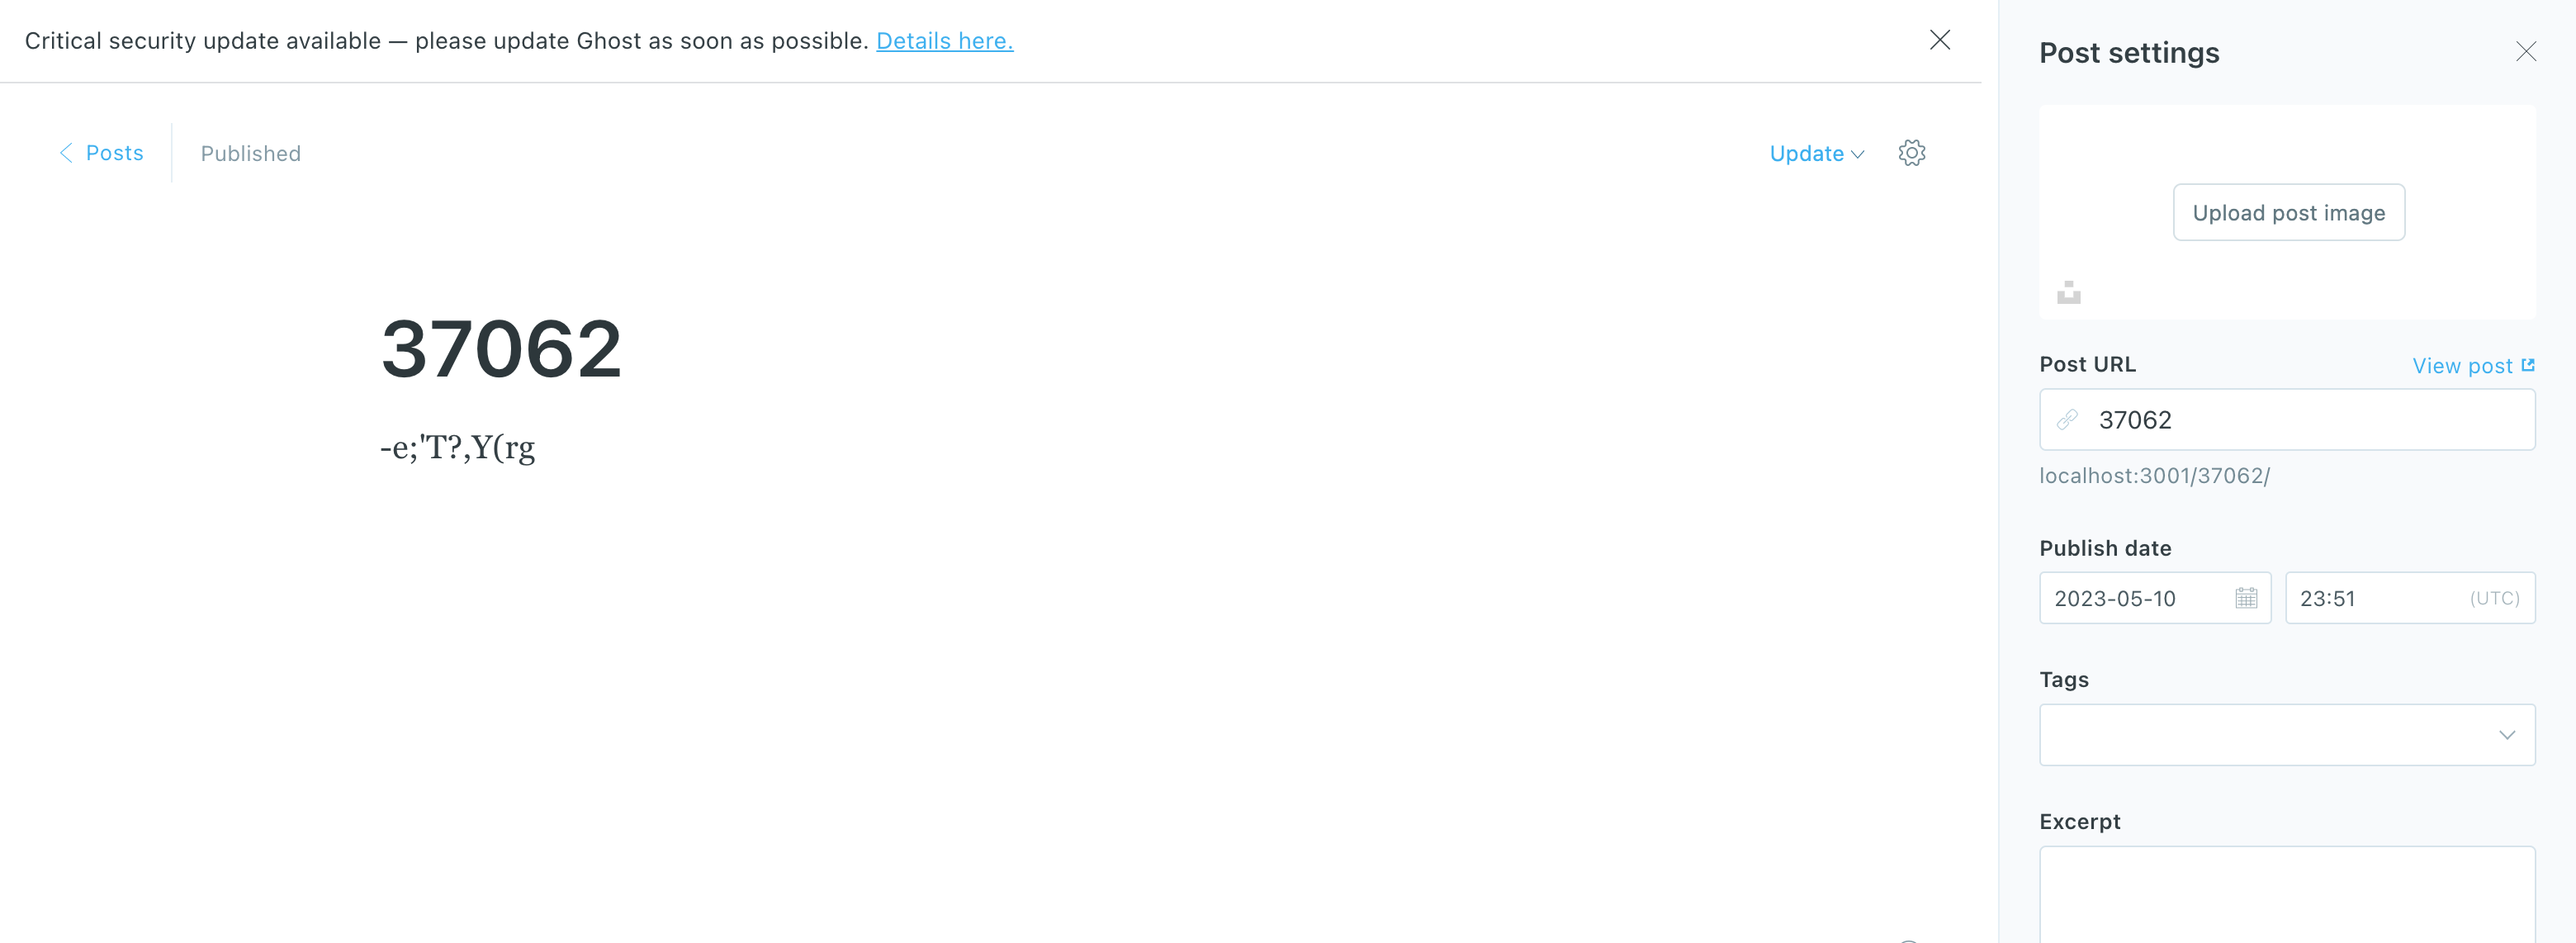 Critical security update available — please update Ghost as soon as possible. Details here.
Posts
Published
Update
37062
-e;'T?,Y(rg
Post settings
Upload post image
Post URL
View post
37062
localhost:3001/37062/
Publish date
2023-05-10
23:51
(UTC)
Tags
Excerpt